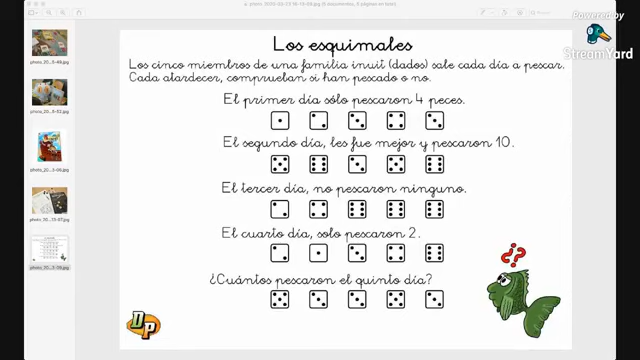 Powered by
StreamYard
Los esquimales
Los cinco miembros de una familia inuit (dados) sale cada día a pescar.
Cada atardecer, comprueban si han pescado o no.
El primer día sólo pescaron 4 peces.
El segundo día, les fue mejor y pescaron 10.
El tercer día, no pescaron ninguno.
El cuarto día, solo pescaron 2.
¿Cuántos pescaron el quinto día?
¿?
DP